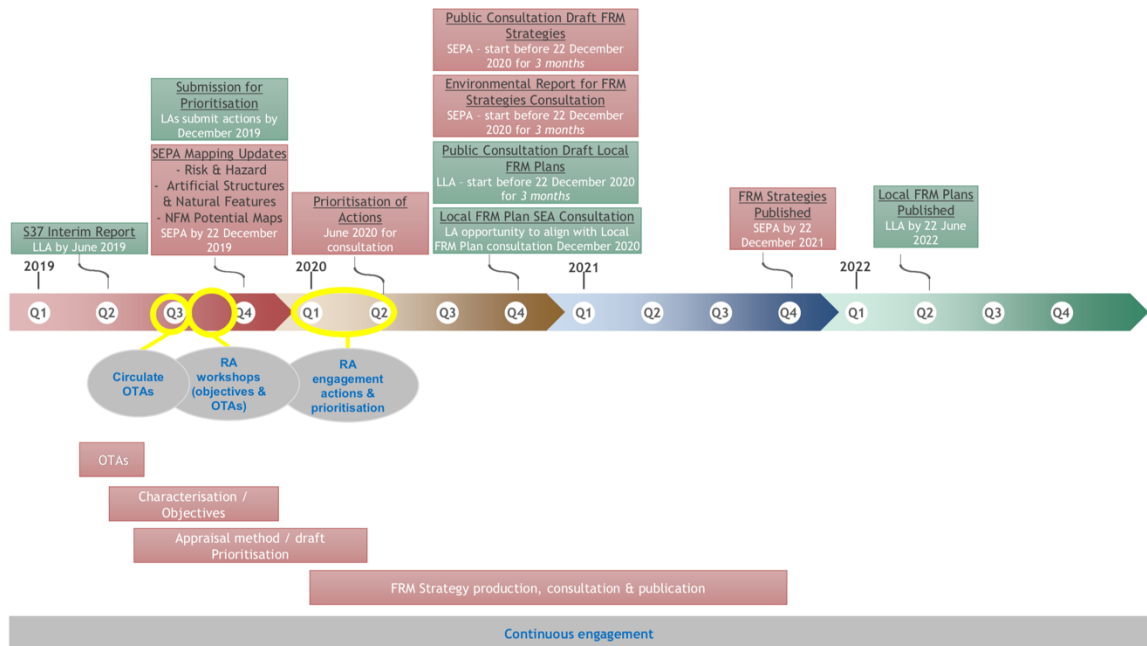 Public Consultation Draft FRM
Strategies
SEPA - start before 22 December
2020 for 3 months
Environmental Report for FRM
Strategies Consultation
SEPA - start before 22 December
2020 for 3 months
Public Consultation Draft Local
FRM Plans
LLA - start before 22 December 2020
for 3 months
Local FRM Plan SEA Consultation
LA opportunity to align with Local
FRM Plan consultation December 2020
Submission for
Prioritisation
LAs submit actions by
December 2019
SEPA Mapping Updates
- Risk & Hazard
- Artificial Structures
& Natural Features
- NFM Potential Maps
SEPA by 22 December
2019
Prioritisation of
Actions
June 2020 for
consultation
S37 Interim Report
LLA by June 2019
FRM Strategies
Published
SEPA by 22
December 2021
Local FRM Plans
Published
LLA by 22 June
2022
2019
2020
2021
2022
Q1
Q2
Q3
Q4
Q1
Q2
Q3
Q4
Q1
Q2
Q3
Q4
Q1
Q2
Q3
Q4
Circulate
OTAs
RA
workshops
(objectives &
OTAs)
RA
engagement
actions &
prioritisation
OTAs
Characterisation /
Objectives
Appraisal method / draft
Prioritisation
FRM Strategy production, consultation & publication
Continuous engagement